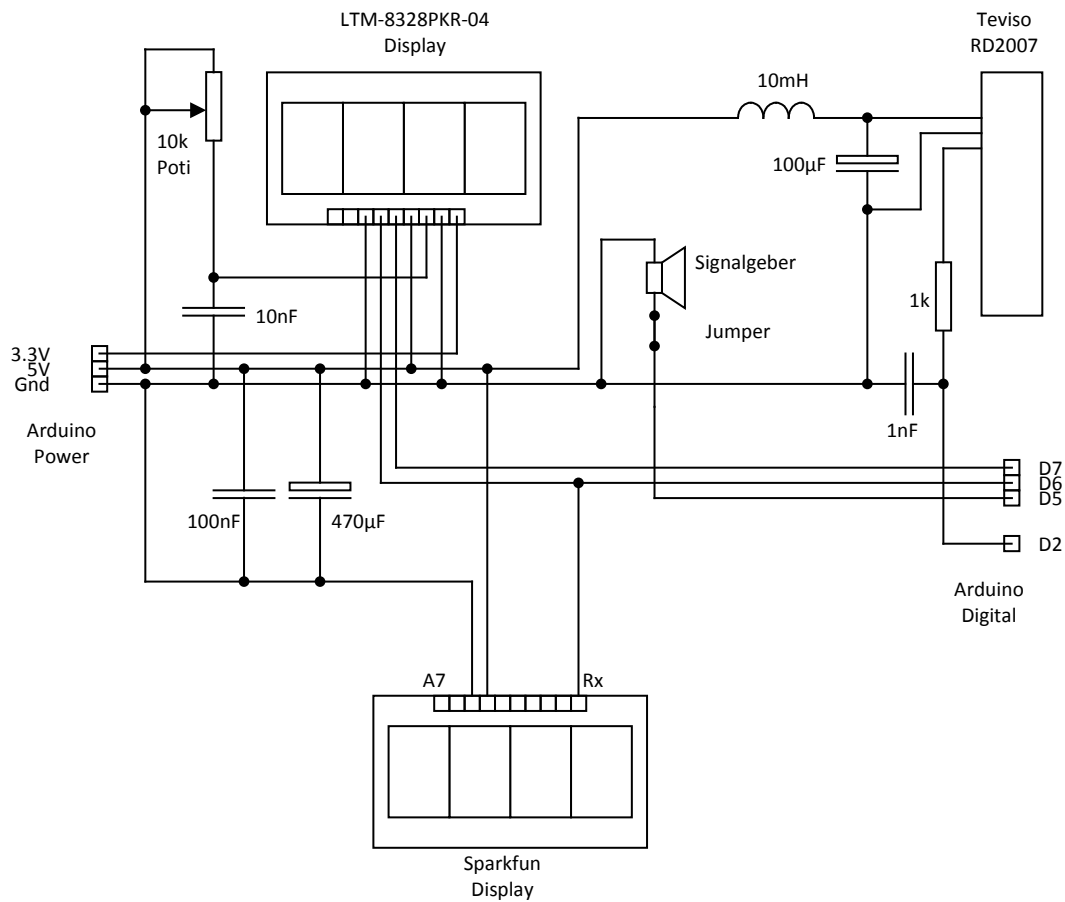 LTM-8328PKR-04
Display
Teviso
RD2007
10mH
10k
Poti
100µF
Signalgeber
1k
10nF
Jumper
3.3V
5V
Gnd
1nF
Arduino
Power
D7
D6
D5
100nF
470µF
D2
Arduino
Digital
A7
Rx
Sparkfun
Display